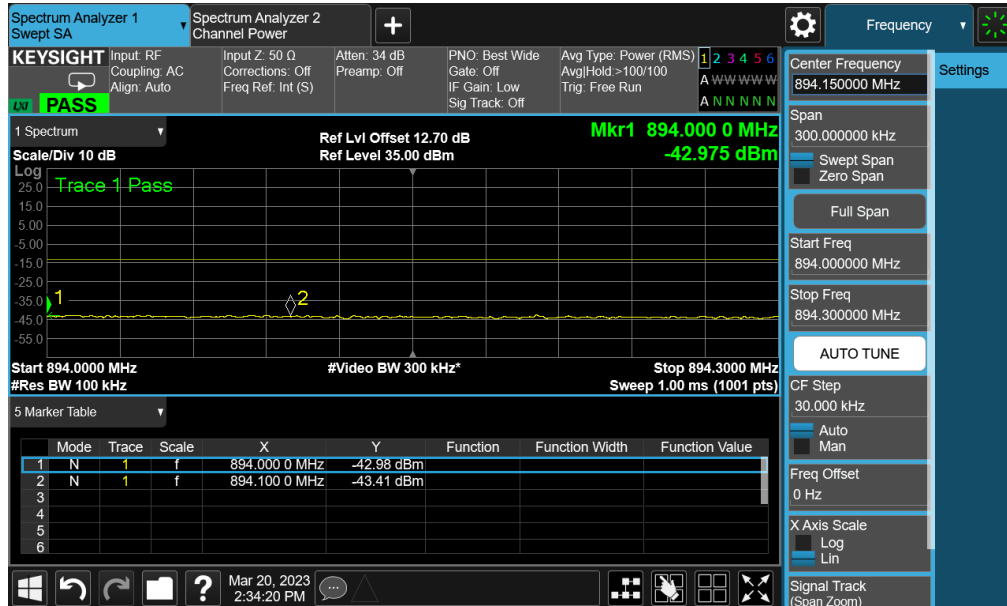 Spectrum Analyzer 1
Swept SA
Spectrum Analyzer 2
Channel Power
+
Frequency
KEYSIGHT
Input: RF
Coupling: AC
Align: Auto
Input Z: 50 Ω
Corrections: Off
Freq Ref: Int (S)
Atten: 34 dB
Preamp: Off
PNO: Best Wide
Gate: Off
IF Gain: Low
Sig Track: Off
Avg Type: Power (RMS)
Avg|Hold:>100/100
Trig: Free Run
1 2 3 4 5 6
A W W W W W
A N N N N N
LXI PASS
1 Spectrum
Scale/Div 10 dB
Ref Lvl Offset 12.70 dB
Ref Level 35.00 dBm
Mkr1 894.000 0 MHz
-42.975 dBm
Log
Trace 1 Pass
25.0
15.0
5.00
-5.00
-15.0
-25.0
-35.0
-45.0
-55.0
1
2
Start 894.0000 MHz
#Video BW 300 kHz*
Stop 894.3000 MHz
#Res BW 100 kHz
Sweep 1.00 ms (1001 pts)
5 Marker Table
Mode Trace Scale X Y Function Function Width Function Value
1 N 1 f 894.000 0 MHz -42.98 dBm
2 N 1 f 894.100 0 MHz -43.41 dBm
3
4
5
6
Mar 20, 2023
2:34:20 PM
?
Center Frequency
894.150000 MHz
Settings
Span
300.000000 kHz
Swept Span
Zero Span
Full Span
Start Freq
894.000000 MHz
Stop Freq
894.300000 MHz
AUTO TUNE
CF Step
30.000 kHz
Auto
Man
Freq Offset
0 Hz
X Axis Scale
Log
Lin
Signal Track
(Span Zoom)